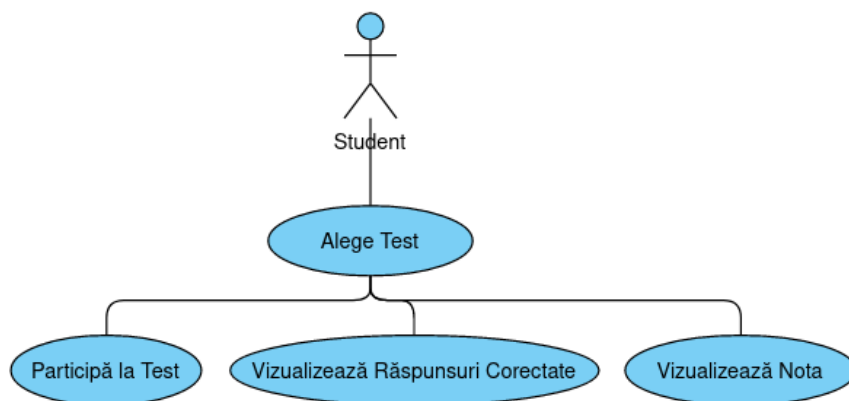 Student
Alege Test
Participă la Test
Vizualizează Răspunsuri Corectate
Vizualizează Nota